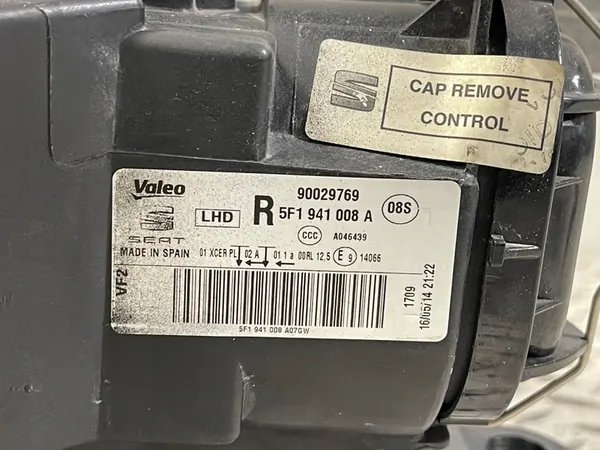 CAP REMOVE
CONTROL
Valeo
90029769
LHD
R 5F1 941 008 A
08S
SEAT
CCC A046439
MADE IN SPAIN
01 XCER PL 02 A 01 1 a 00RL 12,5 E 9 14066
VF2
1709
16/05/14 21:22
5F1 941 008 A07GW